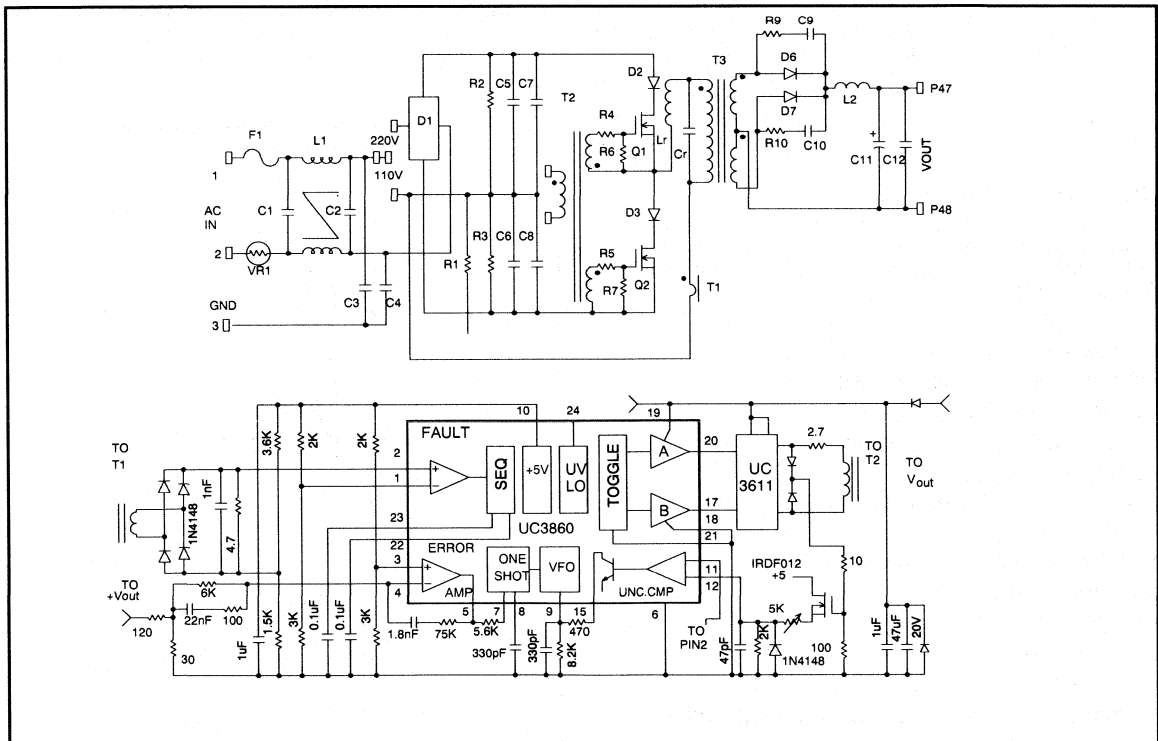 R9 C9
T3
D6
D2
R2 C5 C7 T2
D7 L2 P47
D1
R4
F1 L1 220V
R6 Q1 Lr Cr
R10 C10
C11 C12 VOUT
+
1
110V
AC
IN
C1 C2
D3
P48
2
VR1
R1 R3 C6 C8
R5
Q2
R7
T1
GND
3
C3 C4
10 24 19
FAULT
3.6K 2K 2K
TO
T1
2
1
1nF
1N4148
4.7
SEQ
+5V
UV
LO
TOGGLE
A
B
20
UC
3611
2.7
TO
T2
TO
Vout
17
18
21
23
22
UC3860
ERROR
AMP
3
4
ONE
SHOT
VFO
UNC.CMP
11
12
IRDF012
+5
10
TO
+Vout
6K
22nF 100
120
30
1uF
1.5K
3K
0.1uF
0.1uF
3K
5 7 8 9 15 6
1.8nF 75K 5.6K
330pF
330pF
8.2K
470
TO
PIN2
47pF
2K
5K
1N4148
100
1uF
47uF
20V